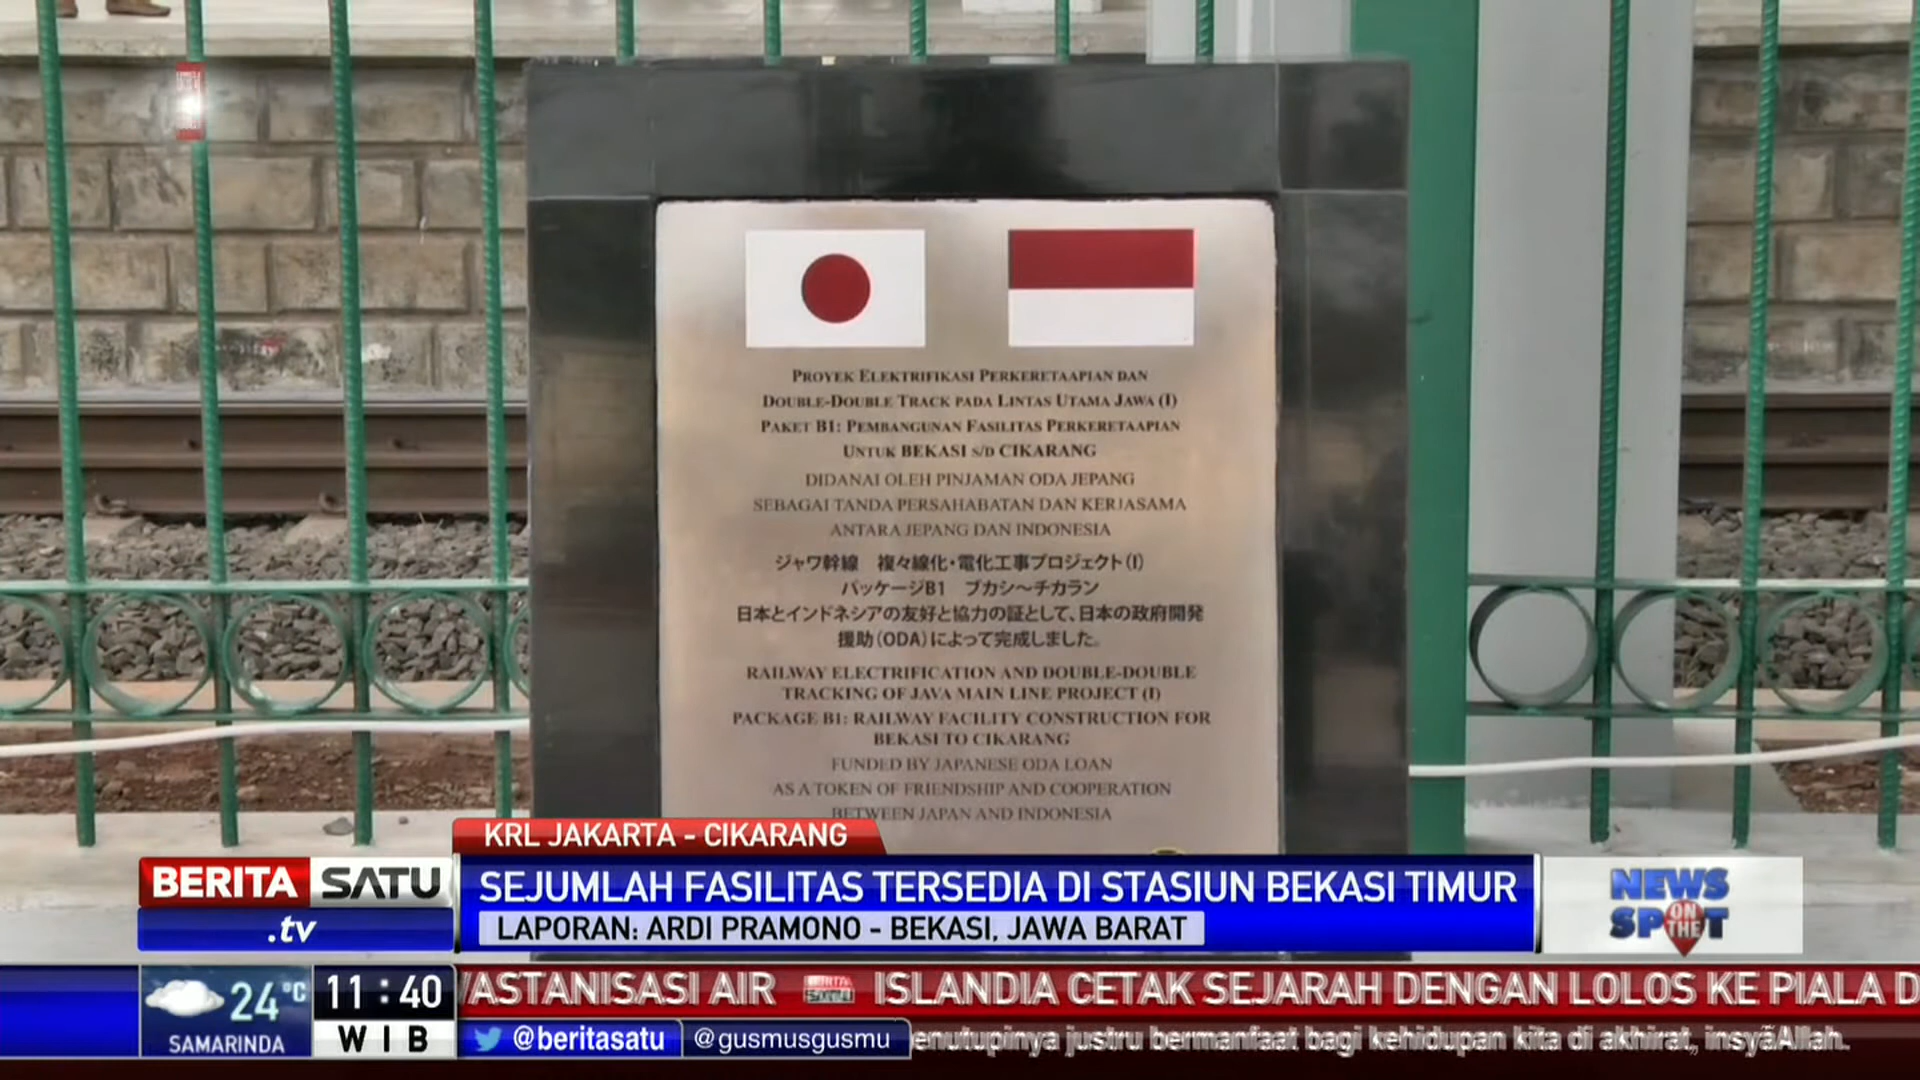 PROYEK ELEKTRIFIKASI PERKERETAAPIAN DAN
DOUBLE-DOUBLE TRACK PADA LINTAS UTAMA JAWA (I)
PAKET B1: PEMBANGUNAN FASILITAS PERKERETAAPIAN
UNTUK BEKASI S/D CIKARANG
DIDANAI OLEH PINJAMAN ODA JEPANG
SEBAGAI TANDA PERSAHABATAN DAN KERJASAMA
ANTARA JEPANG DAN INDONESIA
ジャワ幹線　複々線化・電化工事プロジェクト(I)
パッケージB1　ブカシ〜チカラン
日本とインドネシアの友好と協力の証として、日本の政府開発
援助(ODA)によって完成しました。
RAILWAY ELECTRIFICATION AND DOUBLE-DOUBLE
TRACKING OF JAVA MAIN LINE PROJECT (I)
PACKAGE B1: RAILWAY FACILITY CONSTRUCTION FOR
BEKASI TO CIKARANG
FUNDED BY JAPANESE ODA LOAN
AS A TOKEN OF FRIENDSHIP AND COOPERATION
BETWEEN JAPAN AND INDONESIA
KRL JAKARTA - CIKARANG
BERITA SATU
.tv
SEJUMLAH FASILITAS TERSEDIA DI STASIUN BEKASI TIMUR
LAPORAN: ARDI PRAMONO - BEKASI, JAWA BARAT
NEWS
ON THE
SPOT
24°C
SAMARINDA
11:40
WIB
WASTANISASI AIR BERITA SATU ISLANDIA CETAK SEJARAH DENGAN LOLOS KE PIALA D
@beritasatu @gusmusgusmu enutupinya justru bermanfaat bagi kehidupan kita di akhirat, insyãAllah.